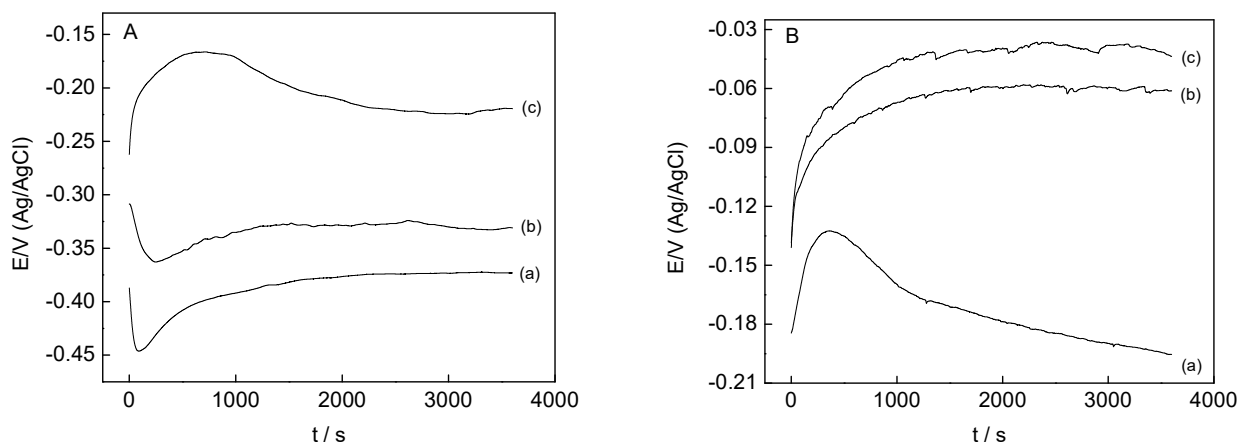 A
E/V (Ag/AgCl)
-0.15
-0.20
-0.25
-0.30
-0.35
-0.40
-0.45
(c)
(b)
(a)
0
1000
2000
3000
4000
t / s
B
E/V (Ag/AgCl)
-0.03
-0.06
-0.09
-0.12
-0.15
-0.18
-0.21
(c)
(b)
(a)
0
1000
2000
3000
4000
t / s